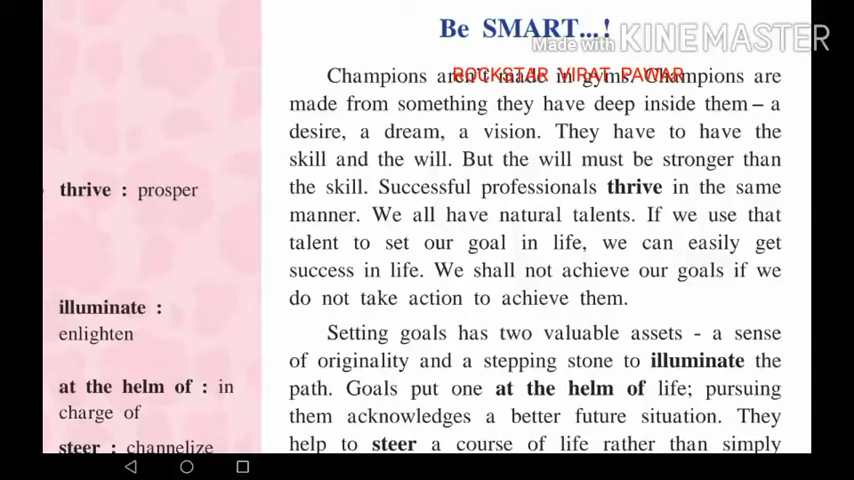 Be SMART...!
Made with KINEMASTER
ROCKSTAR VIRAT PAWAR
Champions aren't made in gyms. Champions are
made from something they have deep inside them – a
desire, a dream, a vision. They have to have the
skill and the will. But the will must be stronger than
the skill. Successful professionals thrive in the same
manner. We all have natural talents. If we use that
talent to set our goal in life, we can easily get
success in life. We shall not achieve our goals if we
do not take action to achieve them.
Setting goals has two valuable assets - a sense
of originality and a stepping stone to illuminate the
path. Goals put one at the helm of life; pursuing
them acknowledges a better future situation. They
help to steer a course of life rather than simply
thrive : prosper
illuminate :
enlighten
at the helm of : in
charge of
steer : channelize